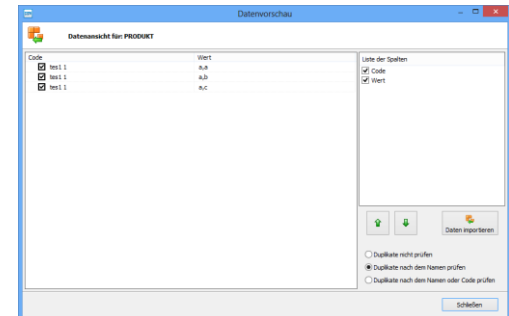 Datenvorschau
Datenansicht für: PRODUKT
Code Wert
tes1 1 a,a
tes1 1 a,b
tes1 1 a,c
Liste der Spalten
Code
Wert
Daten importieren
Duplikate nicht prüfen
Duplikate nach dem Namen prüfen
Duplikate nach dem Namen oder Code prüfen
Schließen